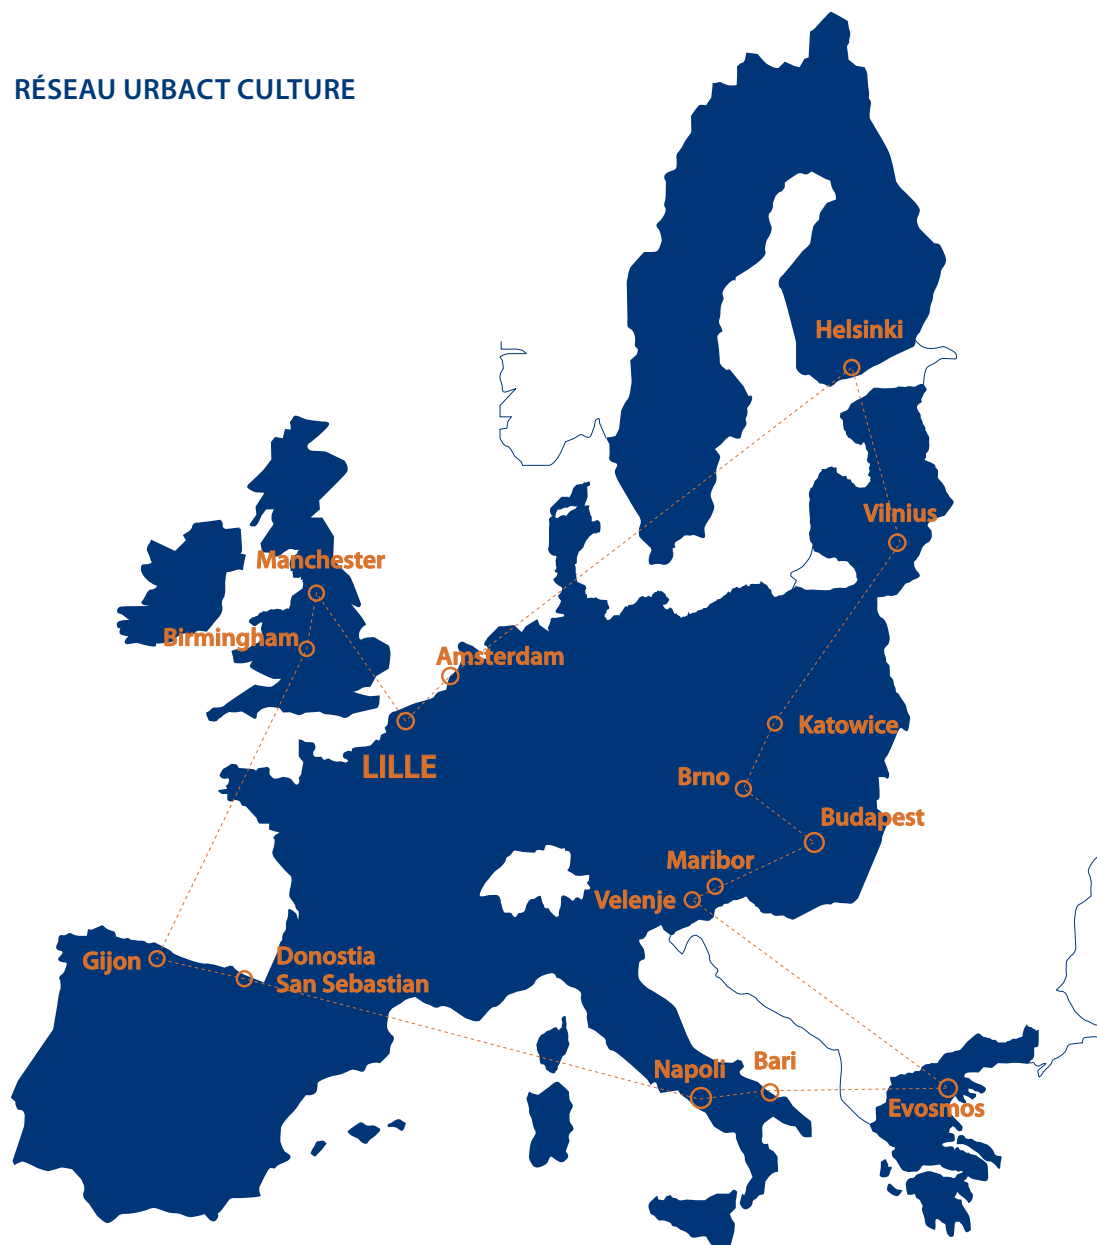 RÉSEAU URBACT CULTURE
Helsinki
Vilnius
Manchester
Birmingham
Amsterdam
LILLE
Katowice
Brno
Budapest
Maribor
Velenje
Gijon
Donostia
San Sebastian
Napoli
Bari
Evosmos